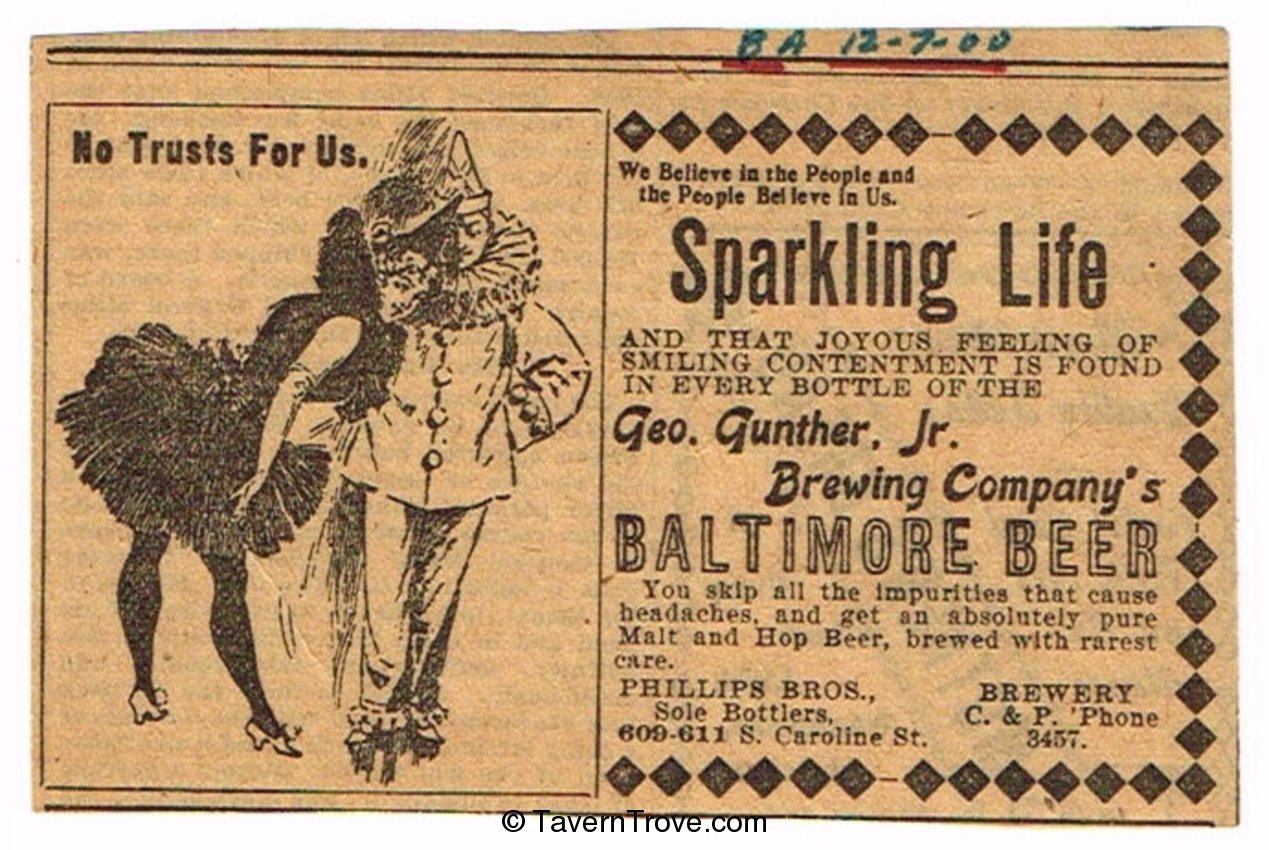 BA 12-7-00
No Trusts For Us.
We Believe in the People and
the People Believe in Us.
Sparkling Life
AND THAT JOYOUS FEELING OF
SMILING CONTENTMENT IS FOUND
IN EVERY BOTTLE OF THE
Geo. Gunther, Jr.
Brewing Company's
BALTIMORE BEER
You skip all the impurities that cause
headaches, and get an absolutely pure
Malt and Hop Beer, brewed with rarest
care.
PHILLIPS BROS.,
Sole Bottlers,
609-611 S. Caroline St.
BREWERY
C. & P. 'Phone
3457.
© TavernTrove.com